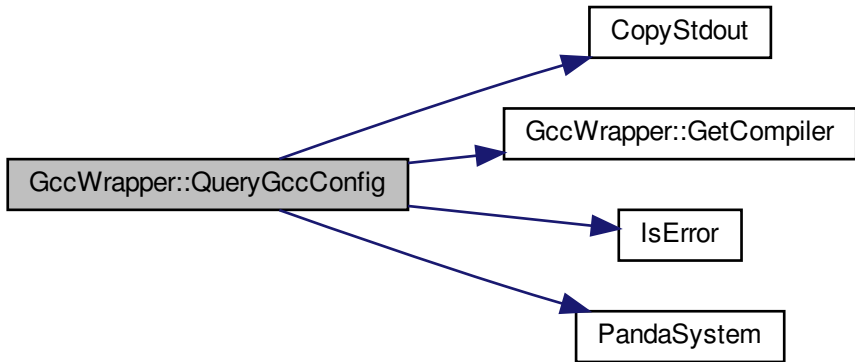 CopyStdout
GccWrapper::GetCompiler
GccWrapper::QueryGccConfig
IsError
PandaSystem